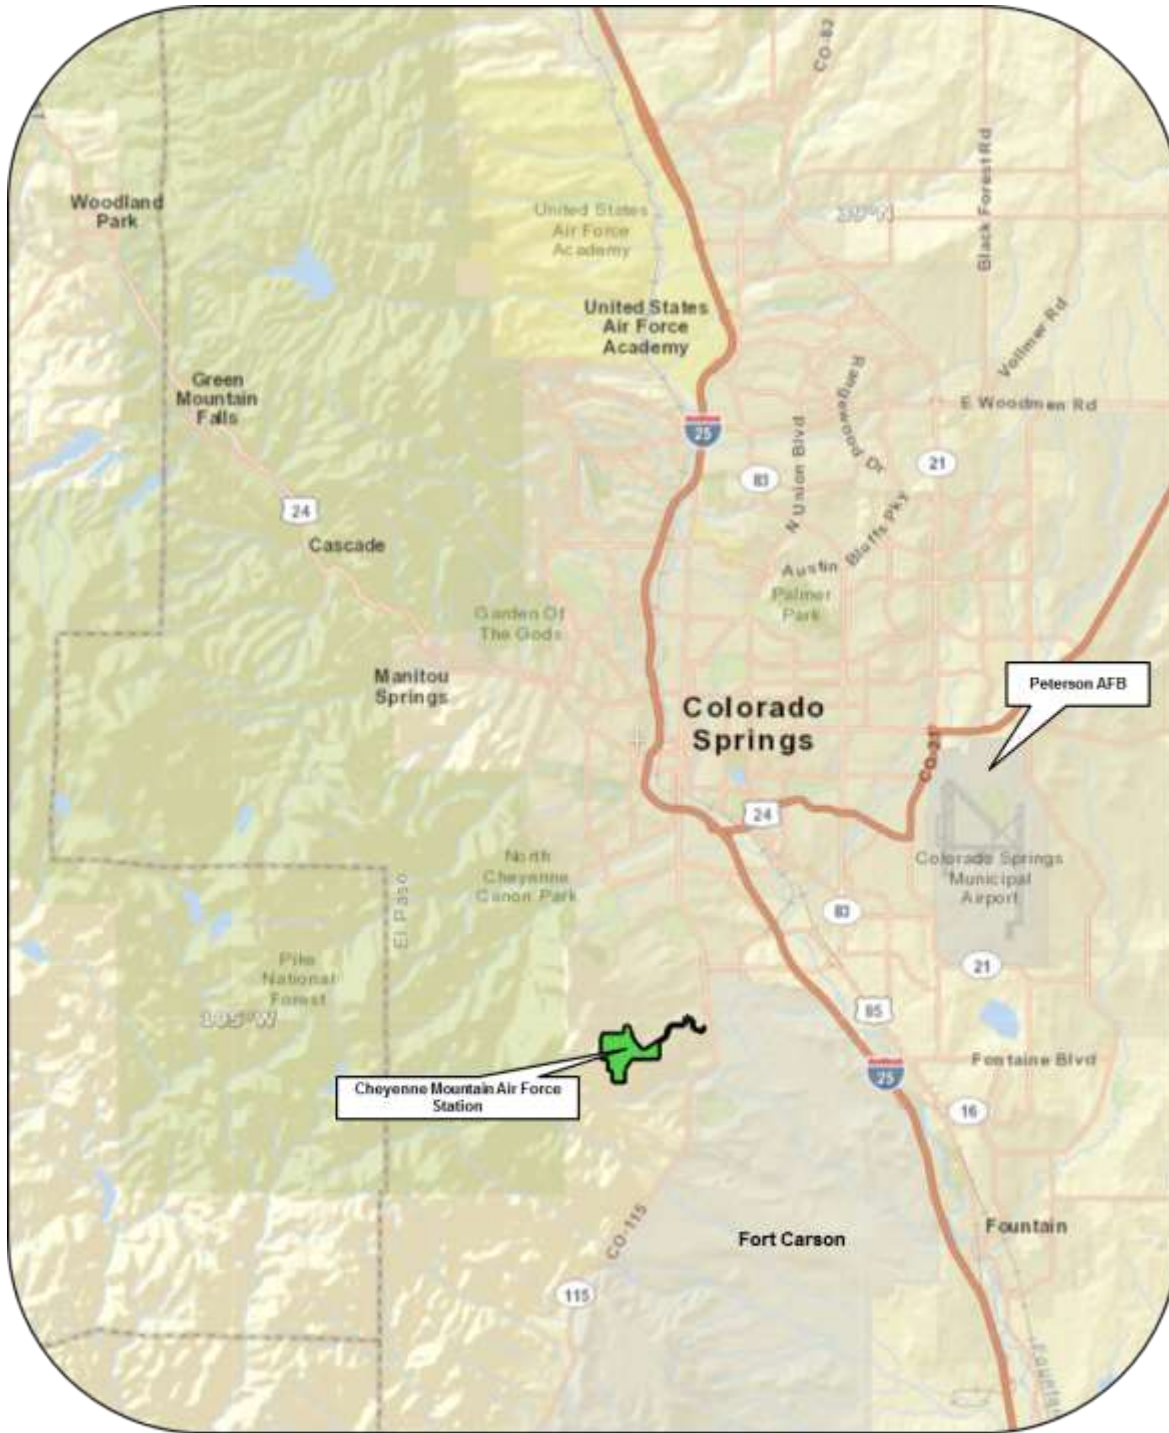 CO-83
Woodland
Park
Black Forest Rd
United States
Air Force
Academy
39°N
United States
Air Force
Academy
Vollmer Rd
Green
Mountain
Falls
Rangewood Dr
E Woodmen Rd
25
N Union Blvd
21
83
24
Austin Bluffs Pky
Cascade
Palmer
Park
Garden Of
The Gods
Manitou
Springs
Peterson AFB
Colorado
Springs
CO-21
24
North
Cheyenne
Canon Park
Colorado Springs
Municipal
Airport
El Paso
83
Pike
National
Forest
21
105°W
85
Fontaine Blvd
25
Cheyenne Mountain Air Force
Station
16
CO-115
Fort Carson
Fountain
115